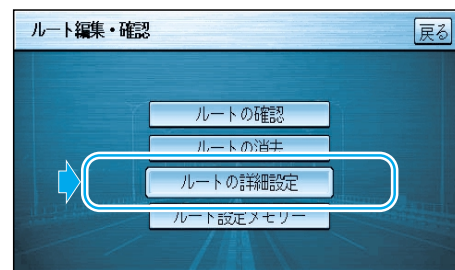 ルート編集・確認
戻る
ルートの確認
ルートの消去
ルートの詳細設定
ルート設定メモリー